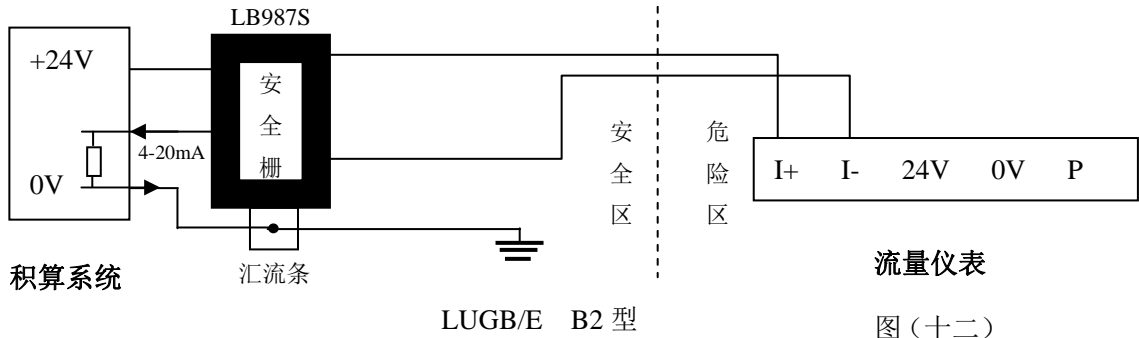 LB987S
+24V
4-20mA
0V
安全栅
安全区
危险区
I+ I- 24V 0V P
积算系统
汇流条
流量仪表
LUGB/E B2 型
图（十二）